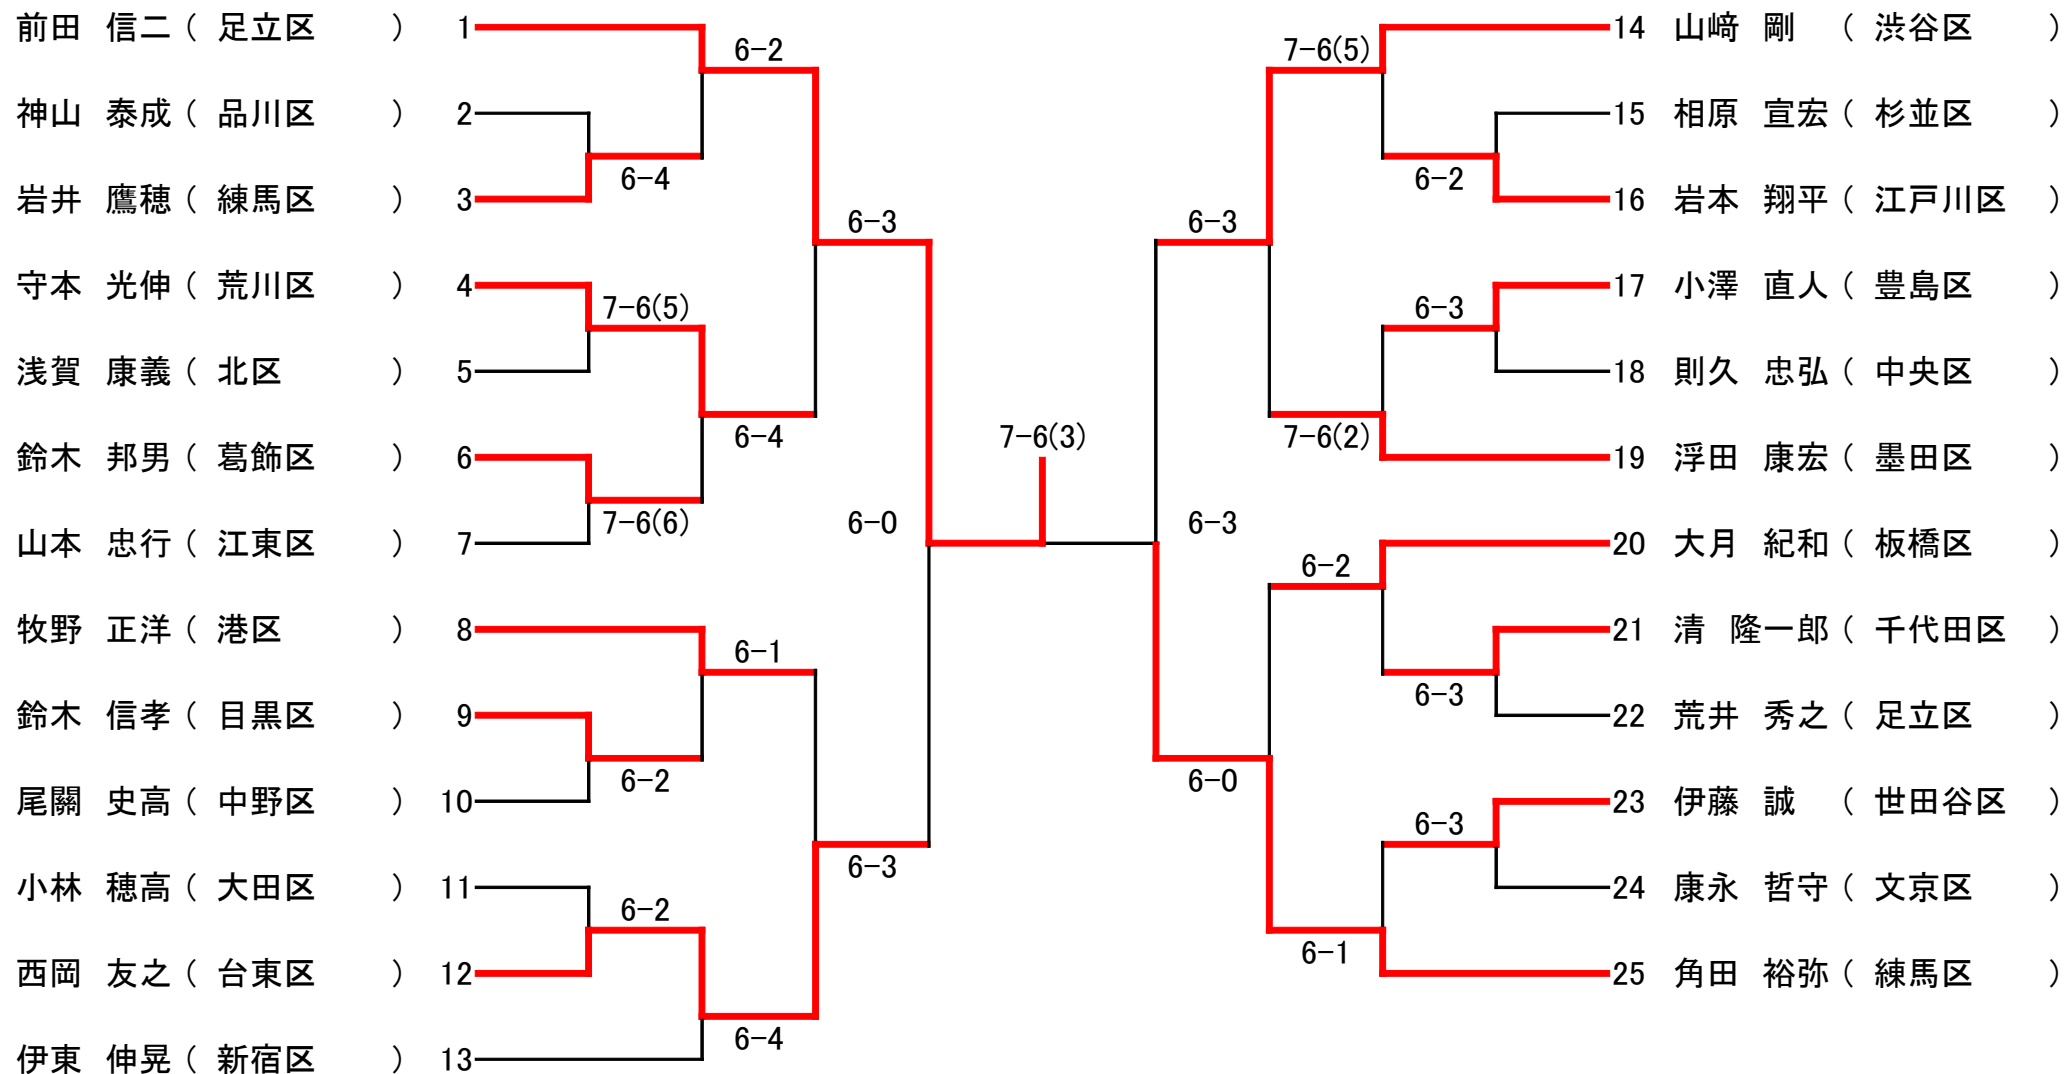 前田 信二 ( 足立区 ) 1
神山 泰成 ( 品川区 ) 2
岩井 鷹穂 ( 練馬区 ) 3
守本 光伸 ( 荒川区 ) 4
浅賀 康義 ( 北区 ) 5
鈴木 邦男 ( 葛飾区 ) 6
山本 忠行 ( 江東区 ) 7
牧野 正洋 ( 港区 ) 8
鈴木 信孝 ( 目黒区 ) 9
尾關 史高 ( 中野区 ) 10
小林 穂高 ( 大田区 ) 11
西岡 友之 ( 台東区 ) 12
伊東 伸晃 ( 新宿区 ) 13
6-4
7-6(5)
7-6(6)
6-2
6-2
6-2
6-4
6-1
6-4
6-3
6-3
6-0
7-6(3)
6-3
6-3
6-0
7-6(5)
7-6(2)
6-2
6-1
6-2
6-3
6-3
6-3
14 山﨑 剛 ( 渋谷区 )
15 相原 宣宏 ( 杉並区 )
16 岩本 翔平 ( 江戸川区 )
17 小澤 直人 ( 豊島区 )
18 則久 忠弘 ( 中央区 )
19 浮田 康宏 ( 墨田区 )
20 大月 紀和 ( 板橋区 )
21 清 隆一郎 ( 千代田区 )
22 荒井 秀之 ( 足立区 )
23 伊藤 誠 ( 世田谷区 )
24 康永 哲守 ( 文京区 )
25 角田 裕弥 ( 練馬区 )